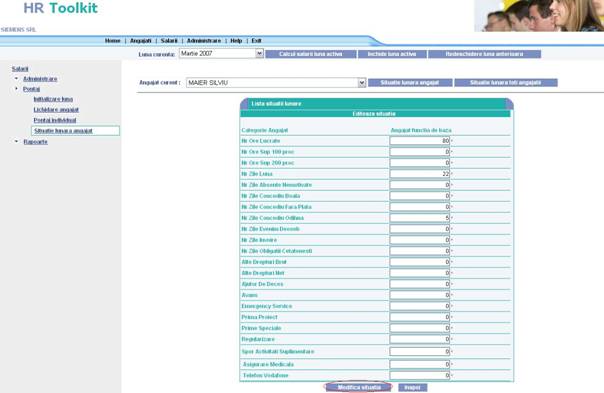 HR Toolkit
SIEMENS SRL
Home | Angajati | Salarii | Administrare | Help | Exit
Luna curenta: Martie 2007 Calcul salarii luna activa Inchide luna activa Redeschidere luna anterioara
Salarii
Administrare
Pontaj
Initializare luna
Lichidare angajat
Pontaj individual
Situatie lunara angajat
Rapoarte
Angajat curent : MAIER SILVIU Situatie lunara angajat Situatie lunara toti angajatii
Lista situatii lunare
Editeaza situatia
Categorie Angajat Angajat functia de baza
Nr Ore Lucrate 80 *
Nr Ore Sup 100 proc 0 *
Nr Ore Sup 200 proc 0 *
Nr Zile Luna 22 *
Nr Zile Absente Nemotivate 0 *
Nr Zile Concediu Boala 0 *
Nr Zile Concediu Fara Plata 0 *
Nr Zile Concediu Odihna 5 *
Nr Zile Evenim Deoseb 0 *
Nr Zile Invoire 0 *
Nr Zile Obligatii Cetatenesti 0 *
Alte Drepturi Brut 0 *
Alte Drepturi Net 0 *
Ajutor De Deces 0 *
Avans 0 *
Emergency Service 0 *
Prima Proiect 0 *
Prime Speciale 0 *
Regularizare 0 *
Spor Activitati Suplimentare 0 *
Asigurare Medicala 0 *
Telefon Vodafone 0 *
Modifica situatia Inapoi